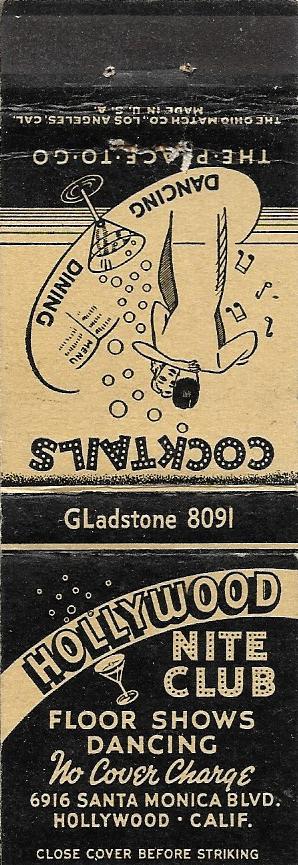 THE OHIO MATCH CO., LOS ANGELES, CAL.
MADE IN U.S.A.
THE·PLACE·TO·GO
DANCING
DINING
MENU
COCKTAILS
GLadstone 8091
HOLLYWOOD
NITE
CLUB
FLOOR SHOWS
DANCING
No Cover Charge
6916 SANTA MONICA BLVD.
HOLLYWOOD · CALIF.
CLOSE COVER BEFORE STRIKING